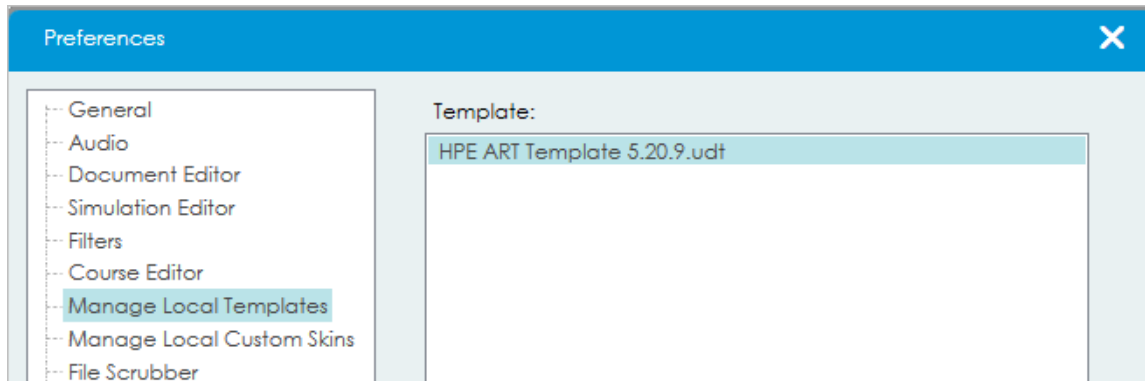 Preferences
General
Audio
Document Editor
Simulation Editor
Filters
Course Editor
Manage Local Templates
Manage Local Custom Skins
File Scrubber
Template:
HPE ART Template 5.20.9.udt